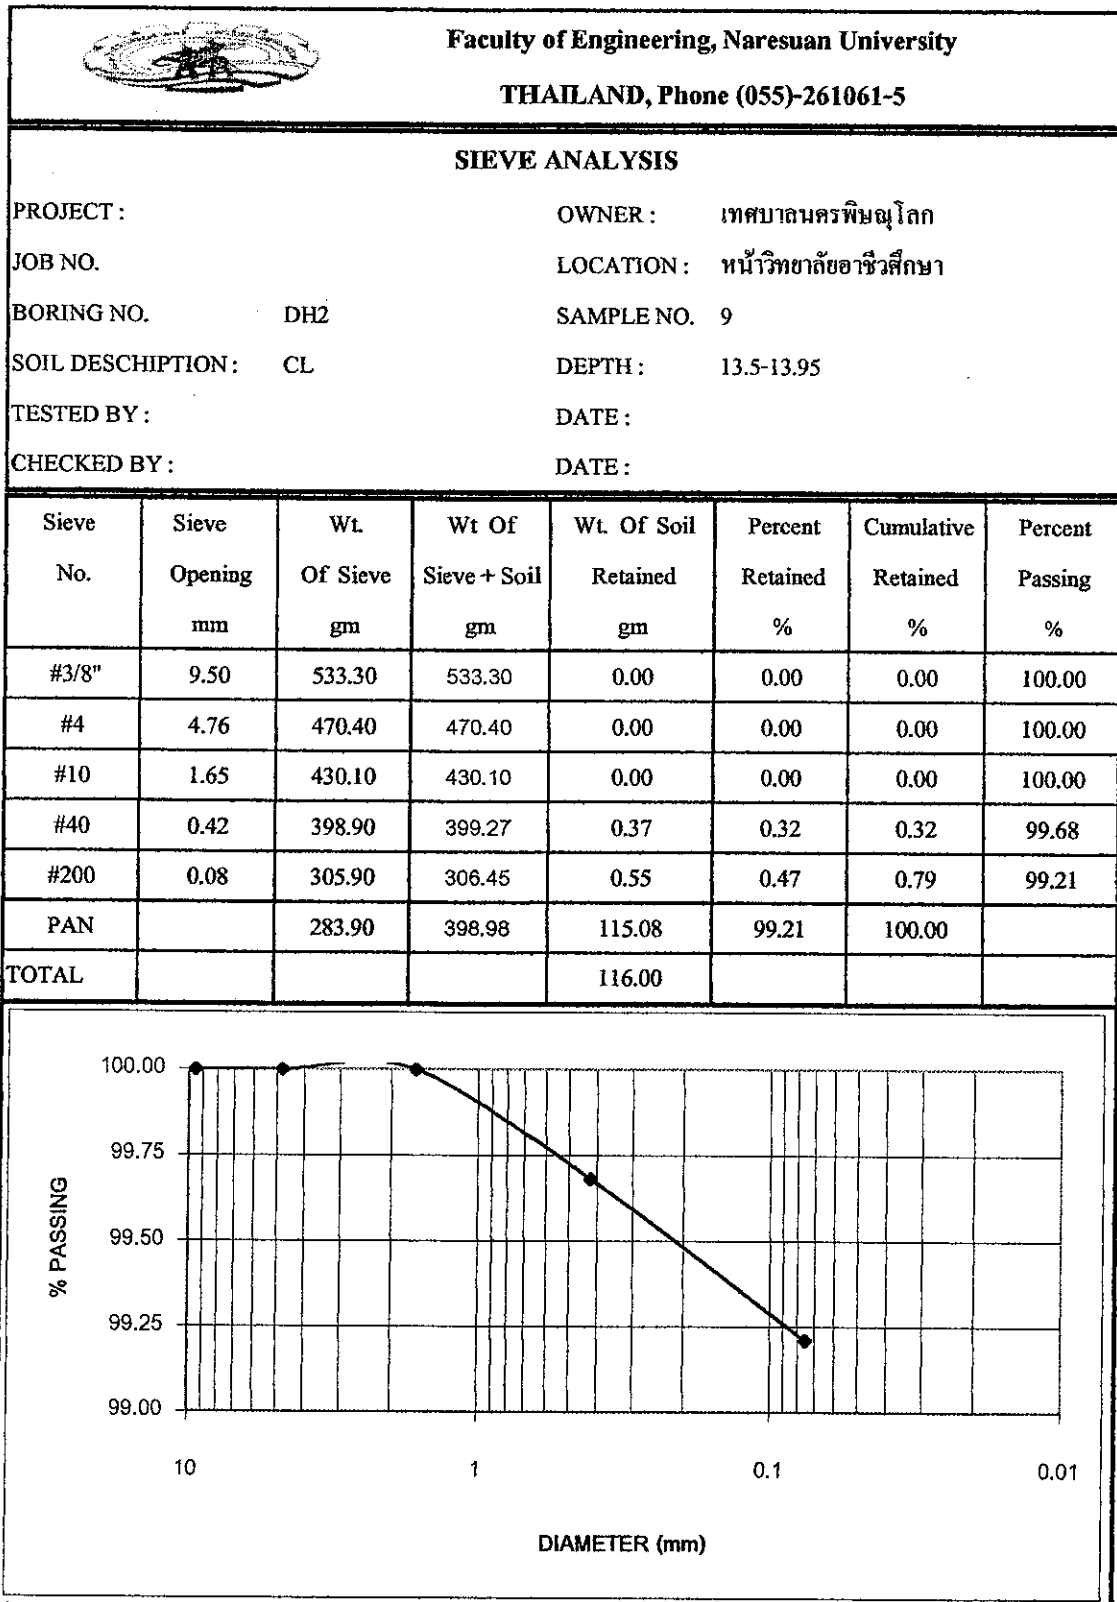 Faculty of Engineering, Naresuan University
THAILAND, Phone (055)-261061-5
SIEVE ANALYSIS
PROJECT : OWNER : เทศบาลนครพิษณุโลก
JOB NO. LOCATION : หน้าวิทยาลัยอาชีวศึกษา
BORING NO. DH2 SAMPLE NO. 9
SOIL DESCHIPTION : CL DEPTH : 13.5-13.95
TESTED BY : DATE :
CHECKED BY : DATE :
Sieve Sieve Wt. Wt Of Wt. Of Soil Percent Cumulative Percent
No. Opening Of Sieve Sieve + Soil Retained Retained Retained Passing
mm gm gm gm % % %
#3/8" 9.50 533.30 533.30 0.00 0.00 0.00 100.00
#4 4.76 470.40 470.40 0.00 0.00 0.00 100.00
#10 1.65 430.10 430.10 0.00 0.00 0.00 100.00
#40 0.42 398.90 399.27 0.37 0.32 0.32 99.68
#200 0.08 305.90 306.45 0.55 0.47 0.79 99.21
PAN 283.90 398.98 115.08 99.21 100.00
TOTAL 116.00
100.00
99.75
99.50
99.25
99.00
% PASSING
10 1 0.1 0.01
DIAMETER (mm)